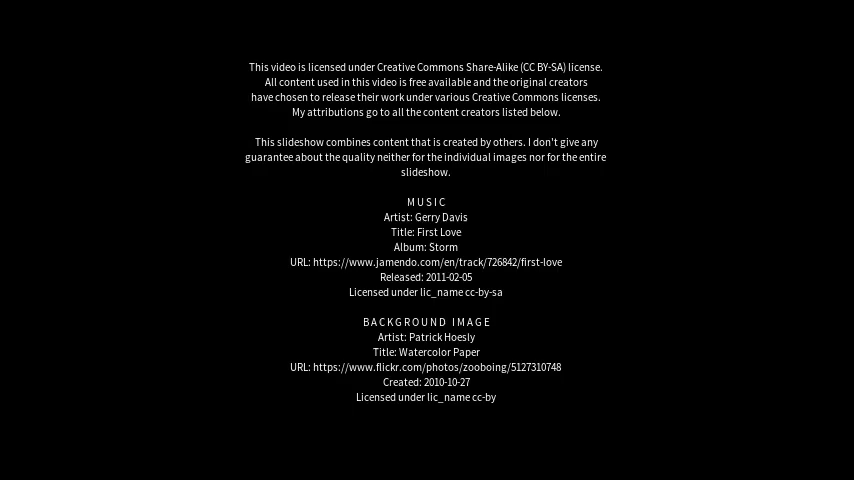 This video is licensed under Creative Commons Share-Alike (CC BY-SA) license.
All content used in this video is free available and the original creators
have chosen to release their work under various Creative Commons licenses.
My attributions go to all the content creators listed below.
This slideshow combines content that is created by others. I don't give any
guarantee about the quality neither for the individual images nor for the entire
slideshow.
MUSIC
Artist: Gerry Davis
Title: First Love
Album: Storm
URL: https://www.jamendo.com/en/track/726842/first-love
Released: 2011-02-05
Licensed under lic_name cc-by-sa
BACKGROUND IMAGE
Artist: Patrick Hoesly
Title: Watercolor Paper
URL: https://www.flickr.com/photos/zooboing/5127310748
Created: 2010-10-27
Licensed under lic_name cc-by